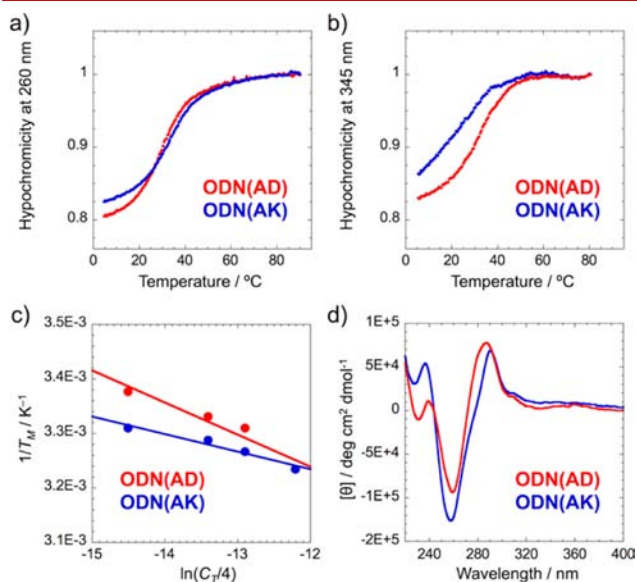 a)
Hypochromicity at 260 nm
1
0.9
0.8
0
20
40
60
80
Temperature / ºC
ODN(AD)
ODN(AK)
b)
Hypochromicity at 345 nm
1
0.9
0.8
0
20
40
60
80
Temperature / ºC
ODN(AD)
ODN(AK)
c)
1/TM / K−1
3.5E-3
3.4E-3
3.3E-3
3.2E-3
3.1E-3
-15
-14
-13
-12
ln(CT/4)
ODN(AD)
ODN(AK)
d)
[θ] / deg cm2 dmol-1
1E+5
5E+4
0
-5E+4
-1E+5
-2E+5
240
280
320
360
400
Wavelength / nm
ODN(AD)
ODN(AK)